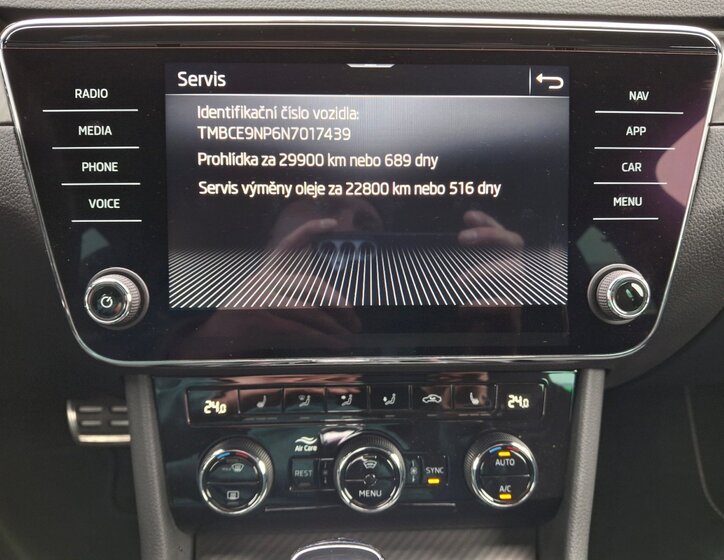 Servis
RADIO
MEDIA
PHONE
VOICE
Identifikační číslo vozidla:
TMBCE9NP6N7017439
Prohlídka za 29900 km nebo 689 dny
Servis výměny oleje za 22800 km nebo 516 dny
NAV
APP
CAR
MENU
24.0
24.0
Air Care
MAX
REST
MENU
SYNC
AUTO
A/C